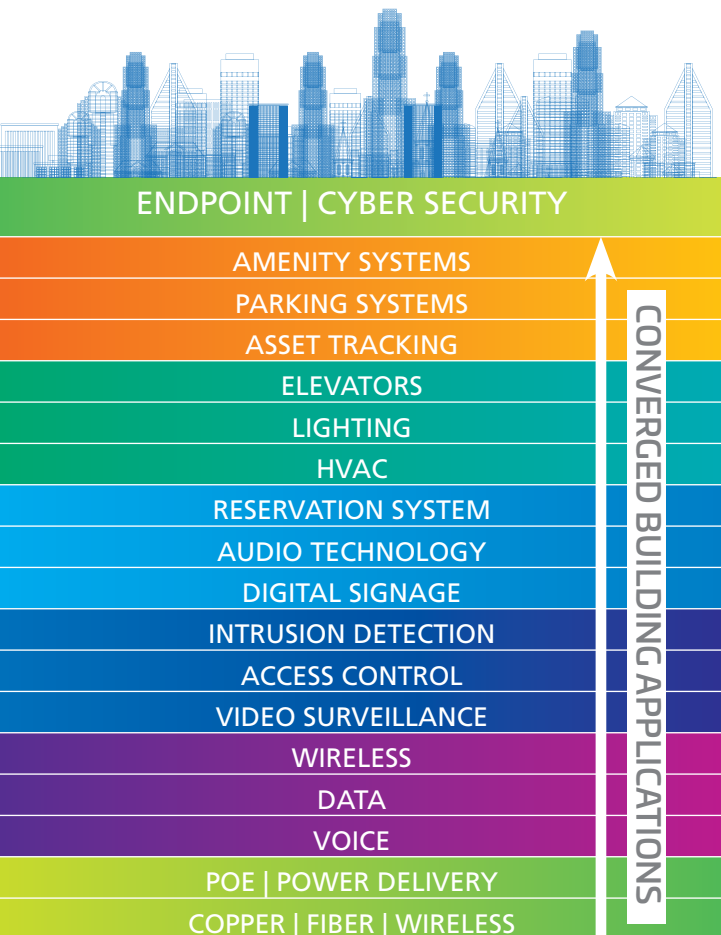 ENDPOINT | CYBER SECURITY
AMENITY SYSTEMS
PARKING SYSTEMS
ASSET TRACKING
ELEVATORS
LIGHTING
HVAC
RESERVATION SYSTEM
AUDIO TECHNOLOGY
DIGITAL SIGNAGE
INTRUSION DETECTION
ACCESS CONTROL
VIDEO SURVEILLANCE
WIRELESS
DATA
VOICE
POE | POWER DELIVERY
COPPER | FIBER | WIRELESS
CONVERGED BUILDING APPLICATIONS